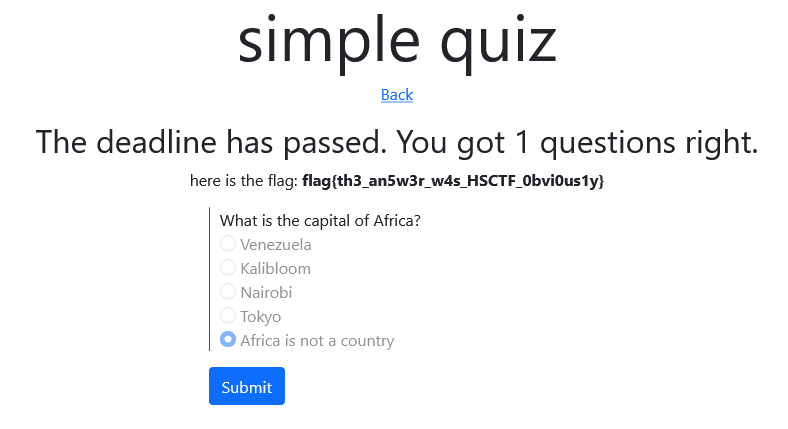 simple quiz
Back
The deadline has passed. You got 1 questions right.
here is the flag: flag{th3_an5w3r_w4s_HSCTF_0bvi0us1y}
What is the capital of Africa?
Venezuela
Kalibloom
Nairobi
Tokyo
Africa is not a country
Submit